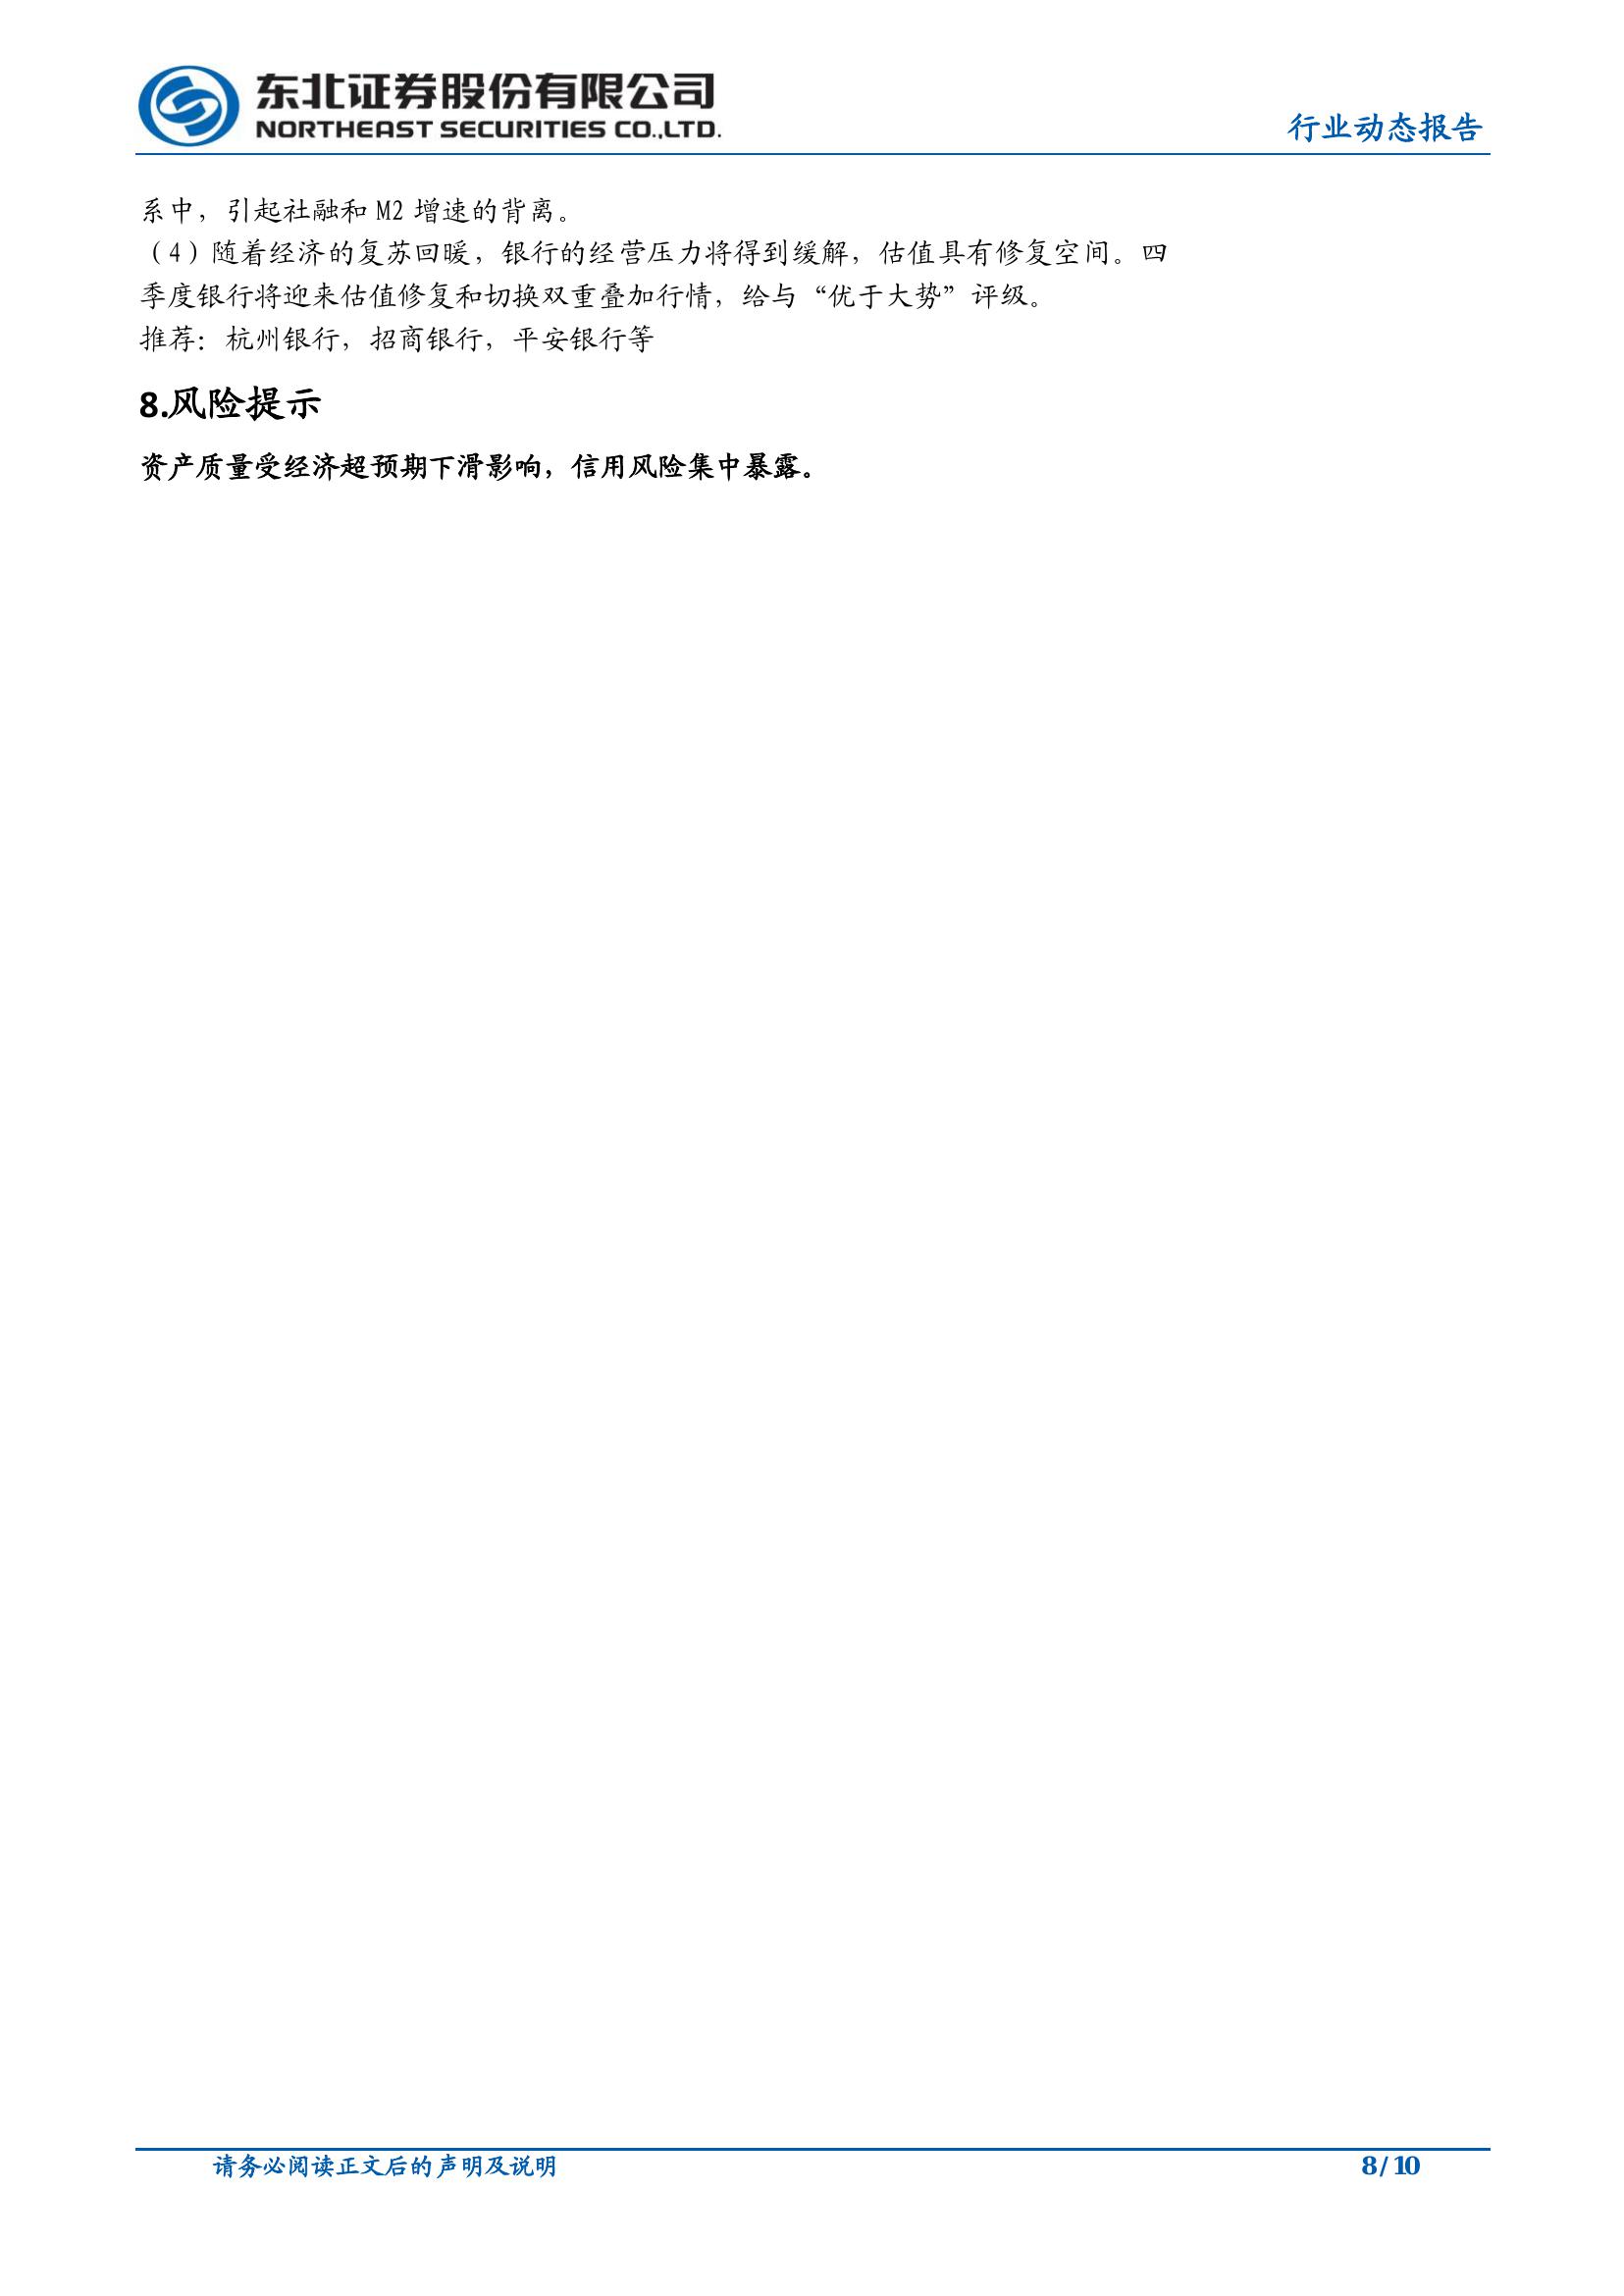 东北证券股份有限公司
NORTHEAST SECURITIES CO.,LTD.
行业动态报告
系中，引起社融和 M2 增速的背离。
（4）随着经济的复苏回暖，银行的经营压力将得到缓解，估值具有修复空间。四
季度银行将迎来估值修复和切换双重叠加行情，给与“优于大势”评级。
推荐：杭州银行，招商银行，平安银行等
8.风险提示
资产质量受经济超预期下滑影响，信用风险集中暴露。
请务必阅读正文后的声明及说明
8 / 10